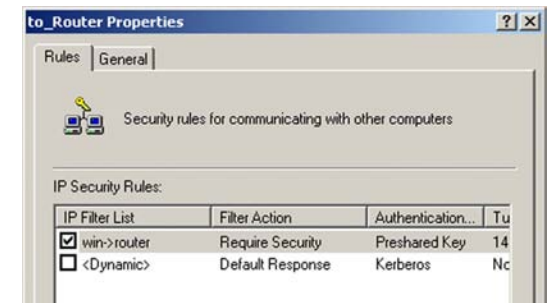 to_Router Properties
Rules General
Security rules for communicating with other computers
IP Security Rules:
IP Filter List Filter Action Authentication... Tu
win->router Require Security Preshared Key 14
<Dynamic> Default Response Kerberos Nc